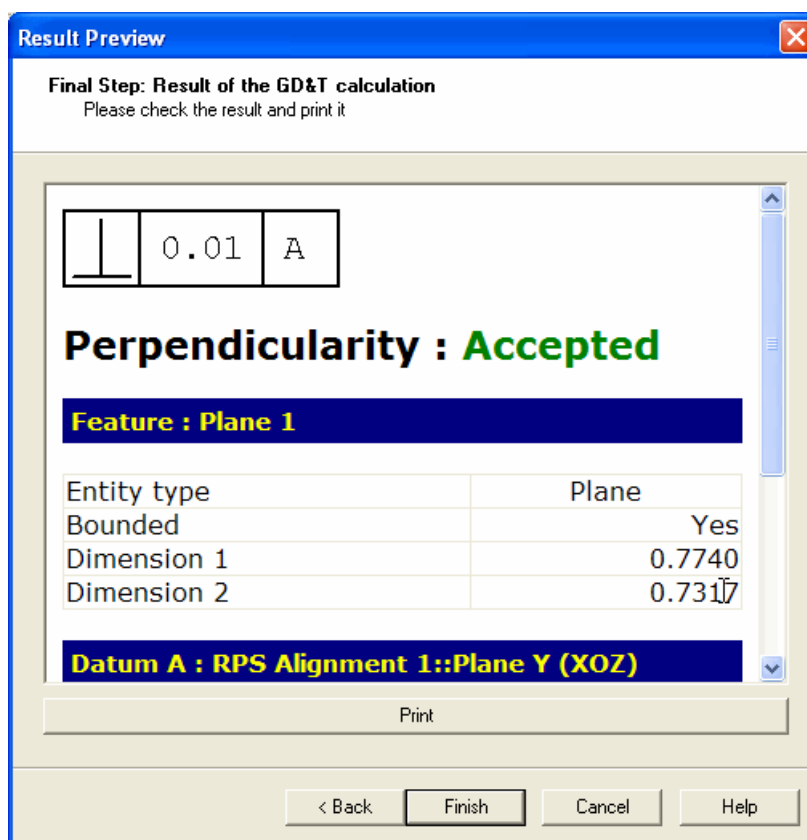 Result Preview
Final Step: Result of the GD&T calculation
Please check the result and print it
0.01 A
Perpendicularity : Accepted
Feature : Plane 1
Entity type Plane
Bounded Yes
Dimension 1 0.7740
Dimension 2 0.7317
Datum A : RPS Alignment 1::Plane Y (XOZ)
Print
< Back Finish Cancel Help